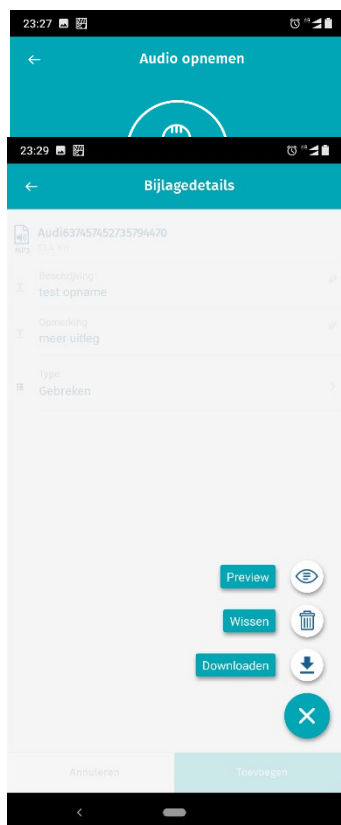 23:27
Audio opnemen
23:29
Bijlagedetails
Audi637457452735794470
Beschrijving
test opname
Opmerking
meer uitleg
Type
Gebreken
Preview
Wissen
Downloaden
Annuleren
Toevoegen